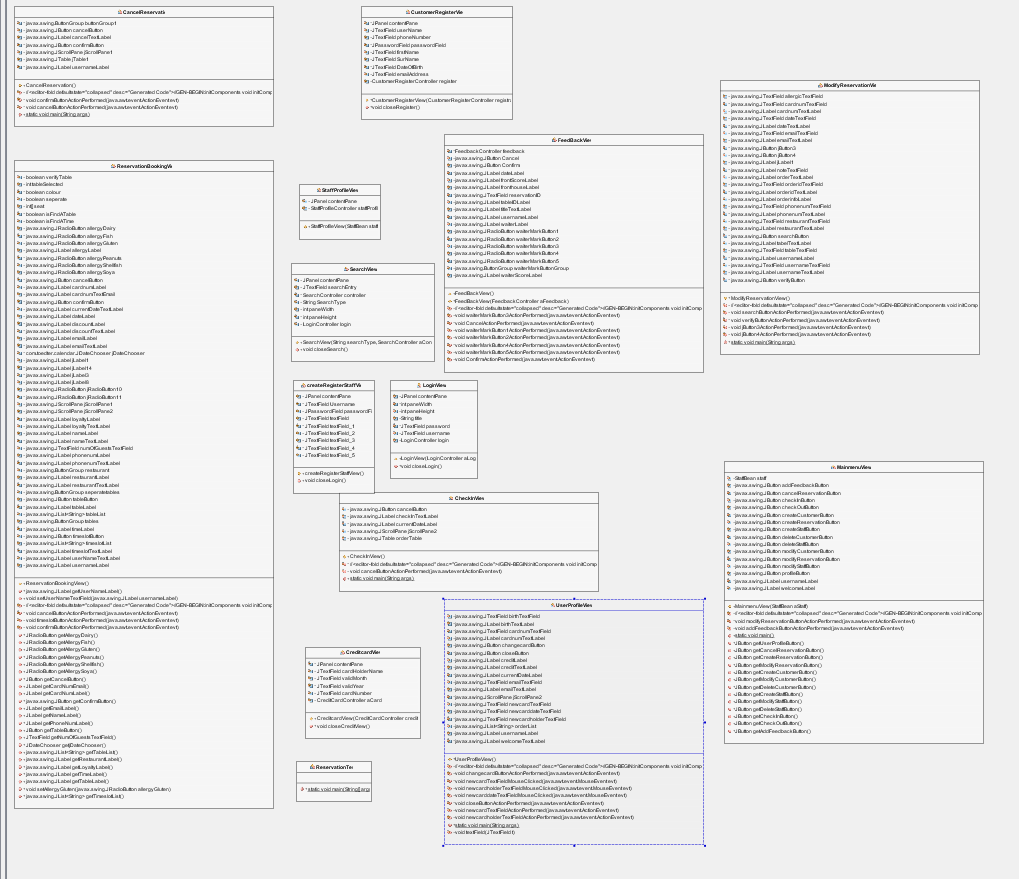 CancelReservati
javax.swing.ButtonGroup buttonGroup1
javax.swing.JButton cancelButton
javax.swing.JLabel cancelTextLabel
javax.swing.JButton confirmButton
javax.swing.JScrollPane jScrollPane1
javax.swing.JTable jTable1
javax.swing.JLabel usernameLabel
CancelReservation()
if<editor-fold defaultstate="collapsed" desc="Generated Code">//GEN-BEGIN:initComponents void initComp
void confirmButtonActionPerformed(java.awt.event.ActionEvent evt)
void cancelButtonActionPerformed(java.awt.event.ActionEvent evt)
static void main(String args)
CustomerRegisterVie
JPanel contentPane
JTextField userName
JTextField phoneNumber
JPasswordField passwordField
JTextField firstName
JTextField SurName
JTextField DateOfBirth
JTextField emailAddress
CustomerRegisterController register
CustomerRegisterView(CustomerRegisterController registr
void closeRegister()
ReservationBookingVie
boolean verifyTable
int tableSelected
boolean colour
boolean seperate
int[] seat
boolean isFindATable
boolean isFindATime
javax.swing.JRadioButton allergyDairy
javax.swing.JRadioButton allergyFish
javax.swing.JRadioButton allergyGluten
javax.swing.JLabel allergyLabel
javax.swing.JRadioButton allergyPeanuts
javax.swing.JRadioButton allergyShellfish
javax.swing.JRadioButton allergySoya
javax.swing.JButton cancelButton
javax.swing.JLabel cardnumLabel
javax.swing.JLabel cardnumTextEmail
javax.swing.JButton confirmButton
javax.swing.JLabel currentDateTextLabel
javax.swing.JLabel dateLabel
javax.swing.JLabel discountLabel
javax.swing.JLabel discountTextLabel
javax.swing.JLabel emailLabel
javax.swing.JLabel emailTextLabel
com.toedter.calendar.JDateChooser jDateChooser
javax.swing.JLabel jLabel1
javax.swing.JLabel jLabel14
javax.swing.JLabel jLabel3
javax.swing.JLabel jLabel8
javax.swing.JRadioButton jRadioButton10
javax.swing.JRadioButton jRadioButton11
javax.swing.JScrollPane jScrollPane1
javax.swing.JScrollPane jScrollPane2
javax.swing.JLabel loyaltyLabel
javax.swing.JLabel loyaltyTextLabel
javax.swing.JLabel nameLabel
javax.swing.JLabel nameTextLabel
javax.swing.JTextField numOfGuestsTextField
javax.swing.JLabel phonenumLabel
javax.swing.JLabel phonenumTextLabel
javax.swing.ButtonGroup restaurant
javax.swing.JLabel restaurantLabel
javax.swing.JLabel restaurantTextLabel
javax.swing.ButtonGroup seperatetables
javax.swing.JButton tableButton
javax.swing.JLabel tableLabel
javax.swing.JList<String> tableList
javax.swing.ButtonGroup tables
javax.swing.JLabel timeLabel
javax.swing.JButton timeslotButton
javax.swing.JList<String> timeslotList
javax.swing.JLabel timeslotTextLabel
javax.swing.JLabel userNameTextLabel
javax.swing.JLabel usernameLabel
ReservationBookingView()
javax.swing.JLabel getUserNameLabel()
void setUserNameTextField(javax.swing.JLabel usernameLabel)
if<editor-fold defaultstate="collapsed" desc="Generated Code">//GEN-BEGIN:initComponents void initComp
void cancelButtonActionPerformed(java.awt.event.ActionEvent evt)
void timeslotButtonActionPerformed(java.awt.event.ActionEvent evt)
void confirmButtonActionPerformed(java.awt.event.ActionEvent evt)
JRadioButton getAllergyDairy()
JRadioButton getAllergyFish()
JRadioButton getAllergyGluten()
JRadioButton getAllergyPeanuts()
JRadioButton getAllergyShellfish()
JRadioButton getAllergySoya()
JButton getCancelButton()
JLabel getCardNumEmail()
JLabel getCardNumLabel()
javax.swing.JButton getConfirmButton()
JLabel getEmailLabel()
JLabel getNameLabel()
JLabel getPhoneNumLabel()
JButton getTableButton()
JTextField getNumOfGuestsTextField()
JDateChooser getjDateChooser()
javax.swing.JList<String> getTableList()
javax.swing.JLabel getRestaurantLabel()
javax.swing.JLabel getLoyaltyLabel()
javax.swing.JLabel getTimeLabel()
javax.swing.JLabel getTableLabel()
void setAllergyGluten(javax.swing.JRadioButton allergyGluten)
javax.swing.JList<String> getTimeslotList()
StaffProfileView
JPanel contentPane
StaffProfileController staffProfil
StaffProfileView(StaffBean staff
SearchView
JPanel contentPane
JTextField searchEntry
SearchController controller
String SearchType
int paneWidth
int paneHeight
LoginController login
SearchView(String searchType, SearchController aCon
void closeSearch()
createRegisterStaffVie
JPanel contentPane
JTextField Username
JPasswordField passwordFi
JTextField textField
JTextField textField_1
JTextField textField_2
JTextField textField_3
JTextField textField_4
JTextField textField_5
createRegisterStaffView()
void closeLogin()
LoginView
JPanel contentPane
int paneWidth
int paneHeight
String title
JTextField password
JTextField username
LoginController login
LoginView(LoginController aLog
void closeLogin()
FeedBackView
FeedbackController feedback
javax.swing.JButton Cancel
javax.swing.JButton Confirm
javax.swing.JLabel dateLabel
javax.swing.JLabel frontScoreLabel
javax.swing.JLabel fronthouseLabel
javax.swing.JTextField reservationID
javax.swing.JLabel tableIDLabel
javax.swing.JLabel titleTextLabel
javax.swing.JLabel usernameLabel
javax.swing.JLabel waiterLabel
javax.swing.JRadioButton waiterMarkButton1
javax.swing.JRadioButton waiterMarkButton2
javax.swing.JRadioButton waiterMarkButton3
javax.swing.JRadioButton waiterMarkButton4
javax.swing.JRadioButton waiterMarkButton5
javax.swing.ButtonGroup waiterMarkButtonGroup
javax.swing.JLabel waiterScoreLabel
FeedBackView()
FeedBackView(FeedbackController aFeedback)
if<editor-fold defaultstate="collapsed" desc="Generated Code">//GEN-BEGIN:initComponents void initComp
void waiterMarkButton3ActionPerformed(java.awt.event.ActionEvent evt)
void CancelActionPerformed(java.awt.event.ActionEvent evt)
void waiterMarkButton1ActionPerformed(java.awt.event.ActionEvent evt)
void waiterMarkButton2ActionPerformed(java.awt.event.ActionEvent evt)
void waiterMarkButton4ActionPerformed(java.awt.event.ActionEvent evt)
void waiterMarkButton5ActionPerformed(java.awt.event.ActionEvent evt)
void ConfirmActionPerformed(java.awt.event.ActionEvent evt)
ModifyReservationVie
javax.swing.JTextField allergicTextField
javax.swing.JTextField cardnumTextField
javax.swing.JLabel cardnumTextLabel
javax.swing.JTextField dateTextField
javax.swing.JLabel dateTextLabel
javax.swing.JTextField emailTextField
javax.swing.JLabel emailTextLabel
javax.swing.JButton jButton3
javax.swing.JButton jButton4
javax.swing.JLabel jLabel1
javax.swing.JLabel noteTextField
javax.swing.JLabel orderTextLabel
javax.swing.JTextField orderidTextField
javax.swing.JLabel orderidTextLabel
javax.swing.JLabel orderinfoLabel
javax.swing.JTextField phonenumTextField
javax.swing.JLabel phonenumTextLabel
javax.swing.JTextField restaurantTextField
javax.swing.JLabel restaurantTextLabel
javax.swing.JButton searchButton
javax.swing.JLabel tabelTextLabel
javax.swing.JTextField tableTextField
javax.swing.JLabel usernameLabel
javax.swing.JTextField usernameTextField
javax.swing.JLabel usernameTextLabel
javax.swing.JButton verifyButton
ModifyReservationView()
if<editor-fold defaultstate="collapsed" desc="Generated Code">//GEN-BEGIN:initComponents void initComp
void searchButtonActionPerformed(java.awt.event.ActionEvent evt)
void verifyButtonActionPerformed(java.awt.event.ActionEvent evt)
void jButton3ActionPerformed(java.awt.event.ActionEvent evt)
void jButton4ActionPerformed(java.awt.event.ActionEvent evt)
static void main(String args)
CheckInView
javax.swing.JButton cancelButton
javax.swing.JLabel checkInTextLabel
javax.swing.JLabel currentDateLabel
javax.swing.JScrollPane jScrollPane2
javax.swing.JTable orderTable
CheckInView()
if<editor-fold defaultstate="collapsed" desc="Generated Code">//GEN-BEGIN:initComponents void initComp
void cancelButtonActionPerformed(java.awt.event.ActionEvent evt)
static void main(String args)
MainmenuView
StaffBean staff
javax.swing.JButton addFeedbackButton
javax.swing.JButton cancelReservationButton
javax.swing.JButton checkInButton
javax.swing.JButton checkOutButton
javax.swing.JButton createCustomerButton
javax.swing.JButton createReservationButton
javax.swing.JButton createStaffButton
javax.swing.JButton deleteCustomerButton
javax.swing.JButton deleteStaffButton
javax.swing.JButton modifyCustomerButton
javax.swing.JButton modifyReservationButton
javax.swing.JButton modifyStaffButton
javax.swing.JButton profileButton
javax.swing.JLabel usernameLabel
javax.swing.JLabel welcomeLabel
MainmenuView(StaffBean aStaff)
if<editor-fold defaultstate="collapsed" desc="Generated Code">//GEN-BEGIN:initComponents void initComp
void modifyReservationButtonActionPerformed(java.awt.event.ActionEvent evt)
void addFeedbackButtonActionPerformed(java.awt.event.ActionEvent evt)
static void main()
JButton getUserProfileButton()
JButton getCancelReservationButton()
JButton getCreateReservationButton()
JButton getModifyReservationButton()
JButton getCreateCustomerButton()
JButton getModifyCustomerButton()
JButton getDeleteCustomerButton()
JButton getCreateStaffButton()
JButton getModifyStaffButton()
JButton getDeleteStaffButton()
JButton getCheckInButton()
JButton getCheckOutButton()
JButton getAddFeedbackButton()
CreditcardView
JPanel contentPane
JTextField cardHolderName
JTextField validMonth
JTextField validYear
JTextField cardNumber
CreditCardController aCard
CreditcardView(CreditCardController credit
void closeCreditView()
ReservationTe
static void main(String[] args
UserProfileView
javax.swing.JTextField birthTextField
javax.swing.JLabel birthTextLabel
javax.swing.JTextField cardnumTextField
javax.swing.JLabel cardnumTextLabel
javax.swing.JButton changecardButton
javax.swing.JButton closeButton
javax.swing.JLabel creditLabel
javax.swing.JLabel creditTextLabel
javax.swing.JLabel currentDateLabel
javax.swing.JTextField emailTextField
javax.swing.JLabel emailTextLabel
javax.swing.JScrollPane jScrollPane2
javax.swing.JTextField newcardTextField
javax.swing.JTextField newcarddateTextField
javax.swing.JTextField newcardholderTextField
javax.swing.JList<String> orderList
javax.swing.JLabel usernameLabel
javax.swing.JLabel welcomeTextLabel
UserProfileView()
if<editor-fold defaultstate="collapsed" desc="Generated Code">//GEN-BEGIN:initComponents void initComp
void changecardButtonActionPerformed(java.awt.event.ActionEvent evt)
void newcardTextFieldMouseClicked(java.awt.event.MouseEvent evt)
void newcardholderTextFieldMouseClicked(java.awt.event.MouseEvent evt)
void newcarddateTextFieldMouseClicked(java.awt.event.MouseEvent evt)
void closeButtonActionPerformed(java.awt.event.ActionEvent evt)
void newcardTextFieldActionPerformed(java.awt.event.ActionEvent evt)
void newcardholderTextFieldActionPerformed(java.awt.event.ActionEvent evt)
static void main(String args)
void textField(JTextField t)